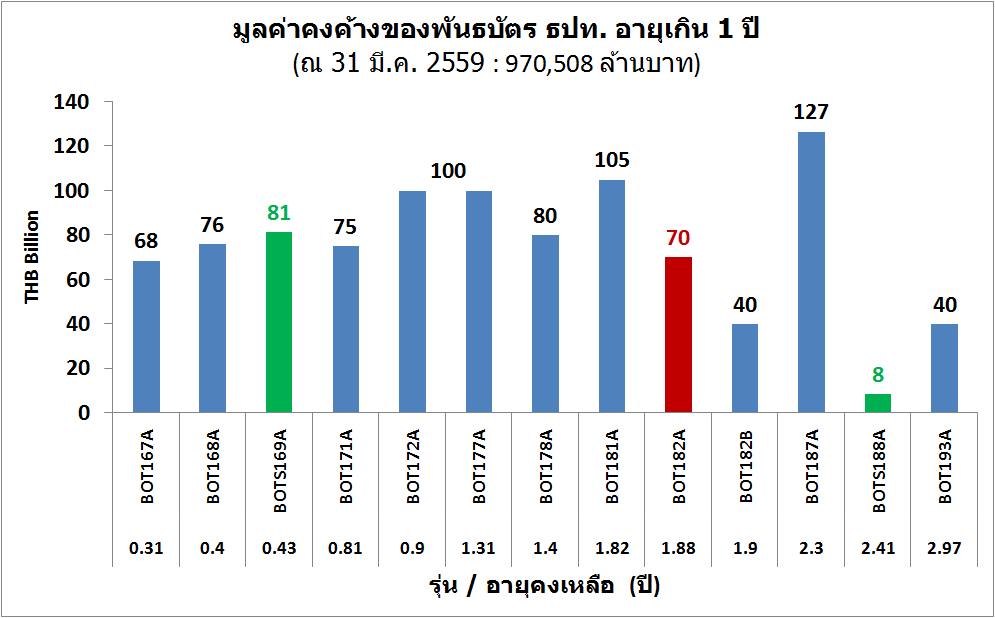 มูลค่าคงค้างของพันธบัตร ธปท. อายุเกิน 1 ปี
(ณ 31 มี.ค. 2559 : 970,508 ล้านบาท)
THB Billion
140
120
100
80
60
40
20
0
68 76 81 75 100 80 105 70 40 127 8 40
BOT167A BOT168A BOTS169A BOT171A BOT172A BOT177A BOT178A BOT181A BOT182A BOT182B BOT187A BOTS188A BOT193A
0.31 0.4 0.43 0.81 0.9 1.31 1.4 1.82 1.88 1.9 2.3 2.41 2.97
รุ่น / อายุคงเหลือ (ปี)